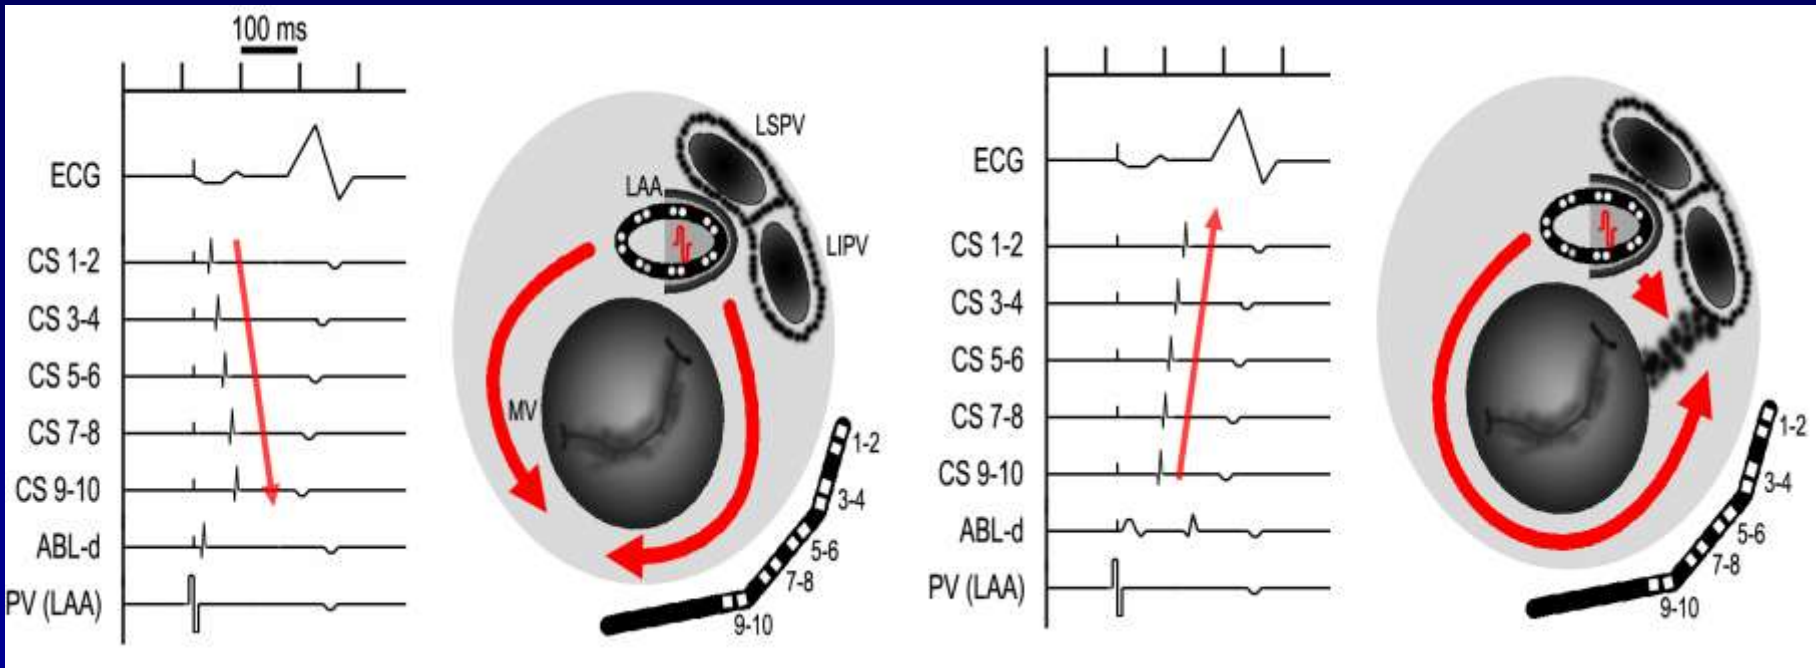 100 ms
ECG
CS 1-2
CS 3-4
CS 5-6
CS 7-8
CS 9-10
ABL-d
PV (LAA)
LSPV
LAA
LIPV
MV
1-2
3-4
5-6
7-8
9-10
ECG
CS 1-2
CS 3-4
CS 5-6
CS 7-8
CS 9-10
ABL-d
PV (LAA)
1-2
3-4
5-6
7-8
9-10